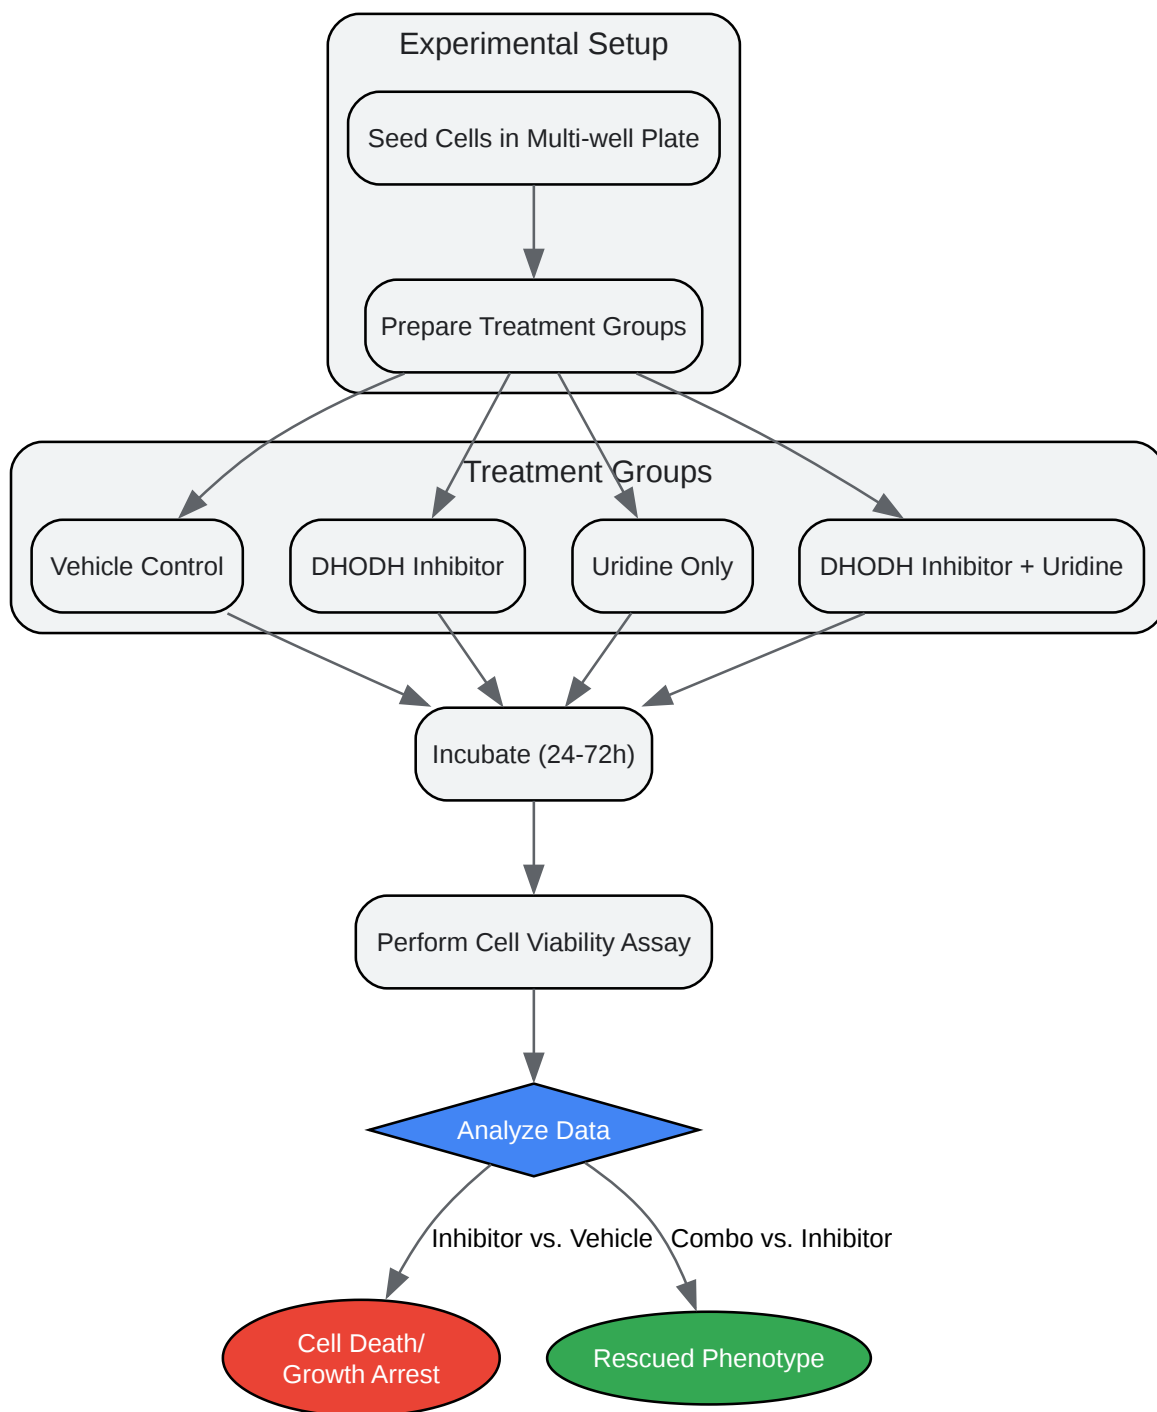 Experimental Setup
Seed Cells in Multi-well Plate
Prepare Treatment Groups
Treatment Groups
Vehicle Control
DHODH Inhibitor
Uridine Only
DHODH Inhibitor + Uridine
Incubate (24-72h)
Perform Cell Viability Assay
Analyze Data
Inhibitor vs. Vehicle
Combo vs. Inhibitor
Cell Death/
Growth Arrest
Rescued Phenotype